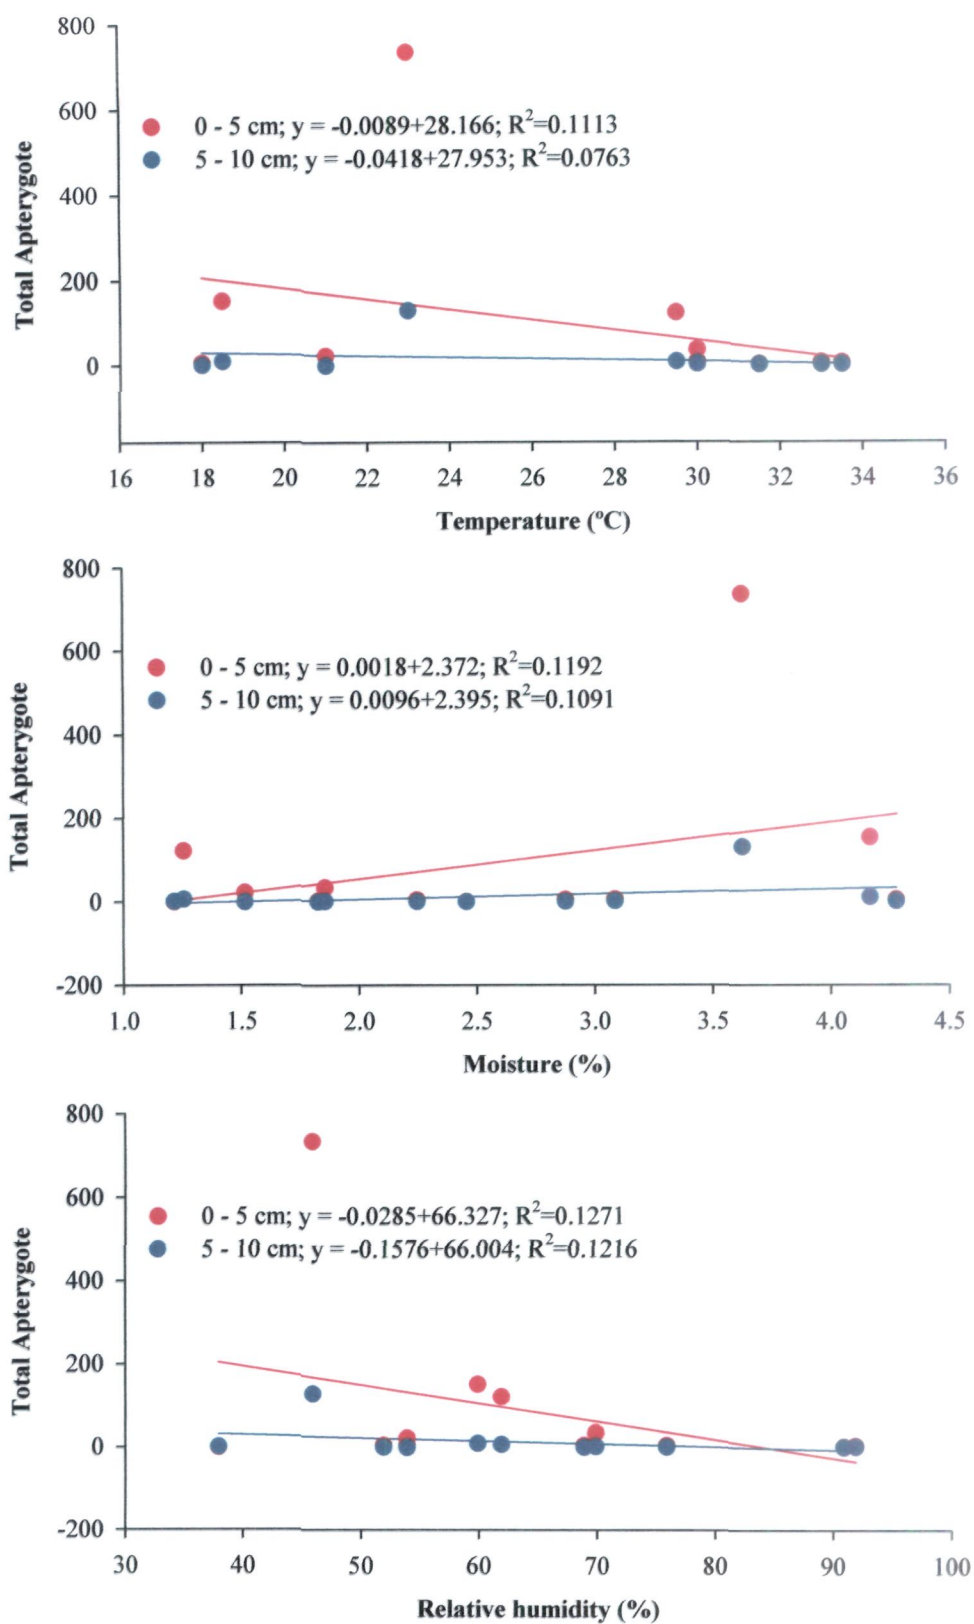 800
600
0 - 5 cm; y = -0.0089+28.166; R²=0.1113
5 - 10 cm; y = -0.0418+27.953; R²=0.0763
400
200
0
Total Apterygote
16 18 20 22 24 26 28 30 32 34 36
Temperature (ºC)
800
600
0 - 5 cm; y = 0.0018+2.372; R²=0.1192
5 - 10 cm; y = 0.0096+2.395; R²=0.1091
400
200
0
-200
Total Apterygote
1.0 1.5 2.0 2.5 3.0 3.5 4.0 4.5
Moisture (%)
800
600
0 - 5 cm; y = -0.0285+66.327; R²=0.1271
5 - 10 cm; y = -0.1576+66.004; R²=0.1216
400
200
0
-200
Total Apterygote
30 40 50 60 70 80 90 100
Relative humidity (%)